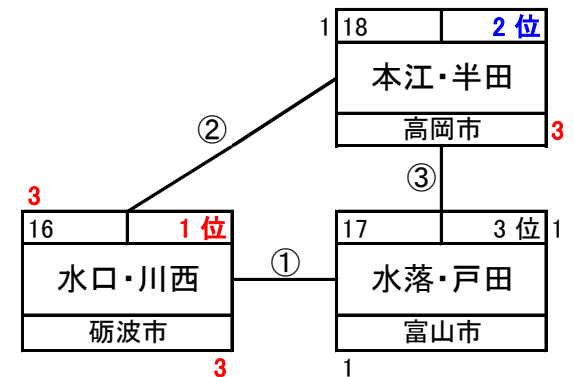 1 18 2 位
本江・半田
高岡市 3
②
③
3
16 1 位
水口・川西
砺波市
3
①
17 3 位 1
水落・戸田
富山市
1